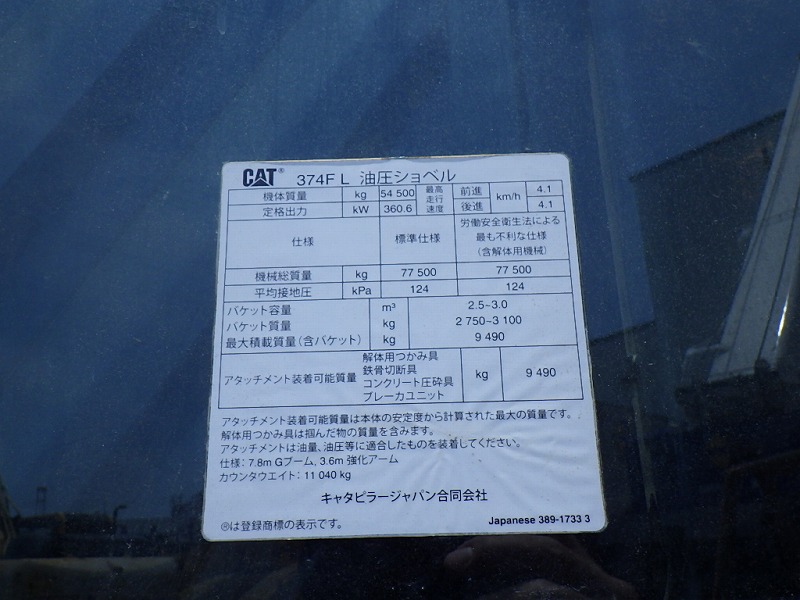 CAT® 374F L 油圧ショベル
機体質量 kg 54 500 最高走行速度 前進 km/h 4.1
定格出力 kW 360.6 後進 4.1
仕様 標準仕様 労働安全衛生法による最も不利な仕様(含解体用機械)
機械総質量 kg 77 500 77 500
平均接地圧 kPa 124 124
バケット容量 m³ 2.5~3.0
バケット質量 kg 2 750~3 100
最大積載質量(含バケット) kg 9 490
アタッチメント装着可能質量 解体用つかみ具 kg 9 490
鉄骨切断具
コンクリート圧砕具
ブレーカユニット
アタッチメント装着可能質量は本体の安定度から計算された最大の質量です。
解体用つかみ具は掴んだ物の質量を含みます。
アタッチメントは油量、油圧等に適合したものを装着してください。
仕様: 7.8m Gブーム, 3.6m 強化アーム
カウンタウエイト: 11 040 kg
キャタピラージャパン合同会社
®は登録商標の表示です。 Japanese 389-1733 3